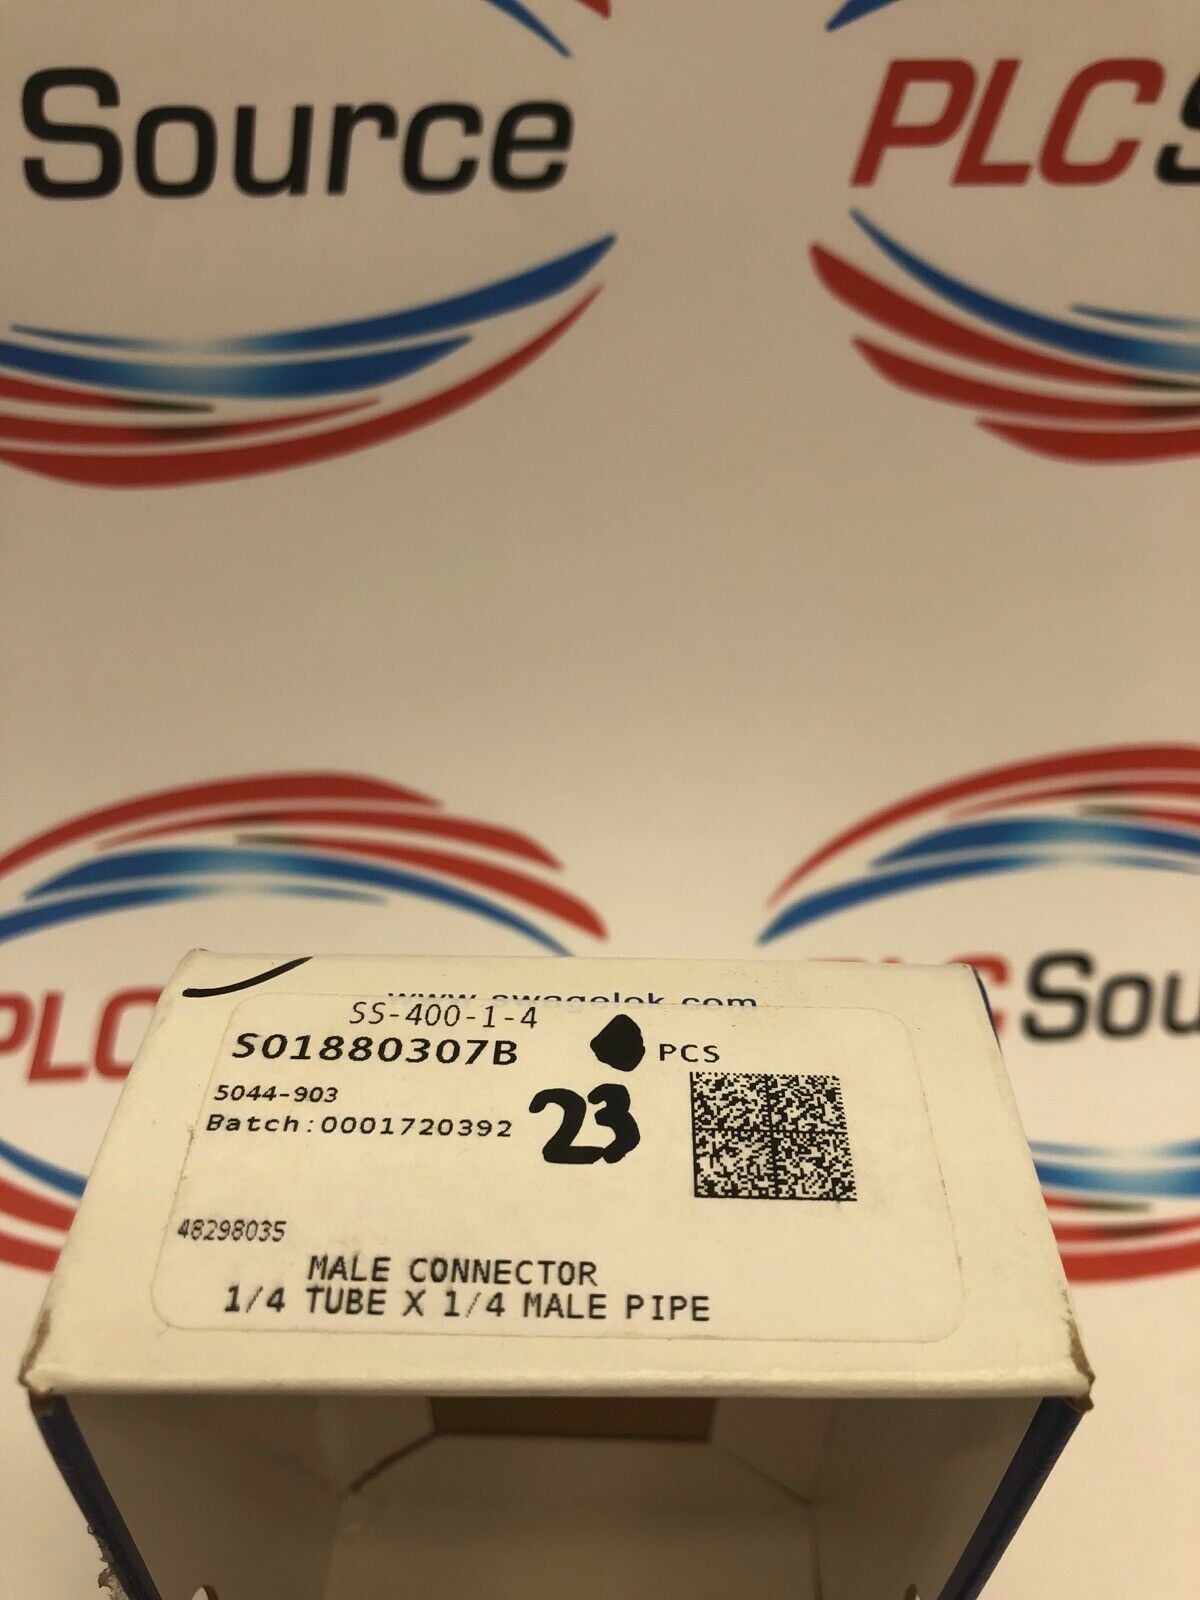 Source
PLCS
PLC
PLCSou
www.swagelok.com
SS-400-1-4
S01880307B
PCS
5044-903
23
Batch:0001720392
48298035
MALE CONNECTOR
1/4 TUBE X 1/4 MALE PIPE